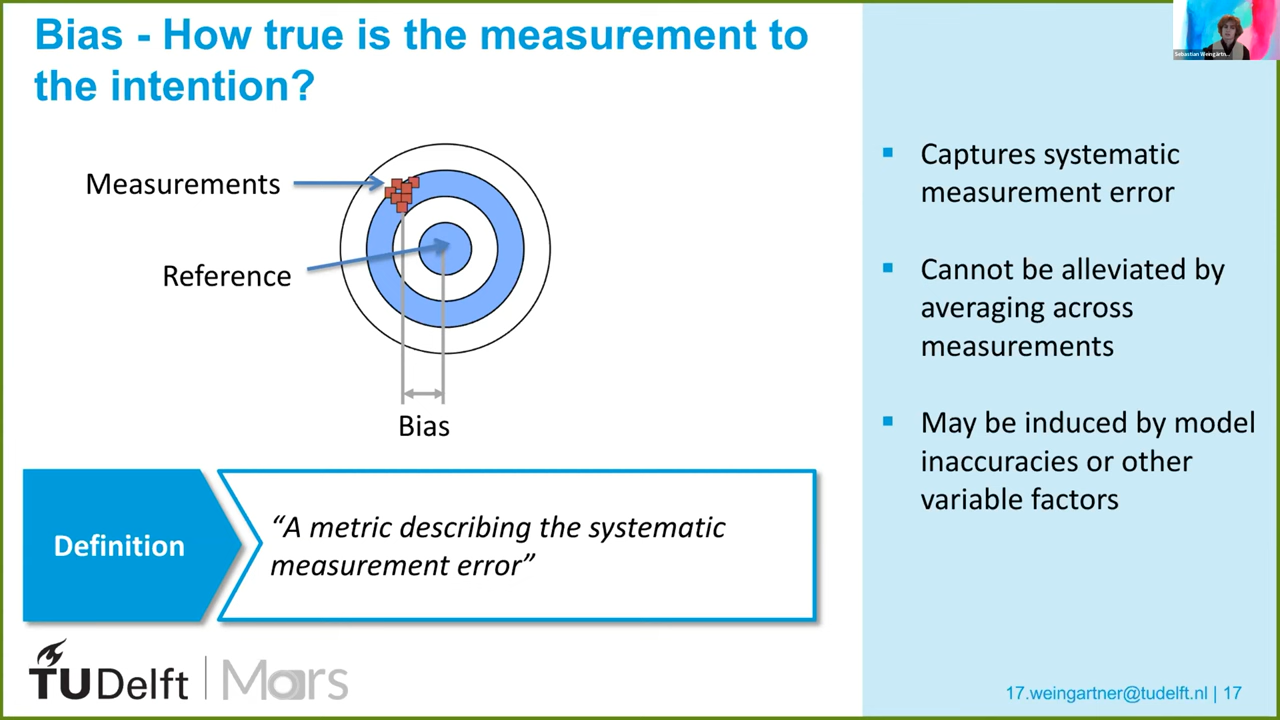 Bias - How true is the measurement to
the intention?
Sebastian Weingärtn...
Measurements
Reference
Bias
Captures systematic
measurement error
Cannot be alleviated by
averaging across
measurements
May be induced by model
inaccuracies or other
variable factors
Definition
“A metric describing the systematic
measurement error”
TUDelft
Mars
17.weingartner@tudelft.nl | 17